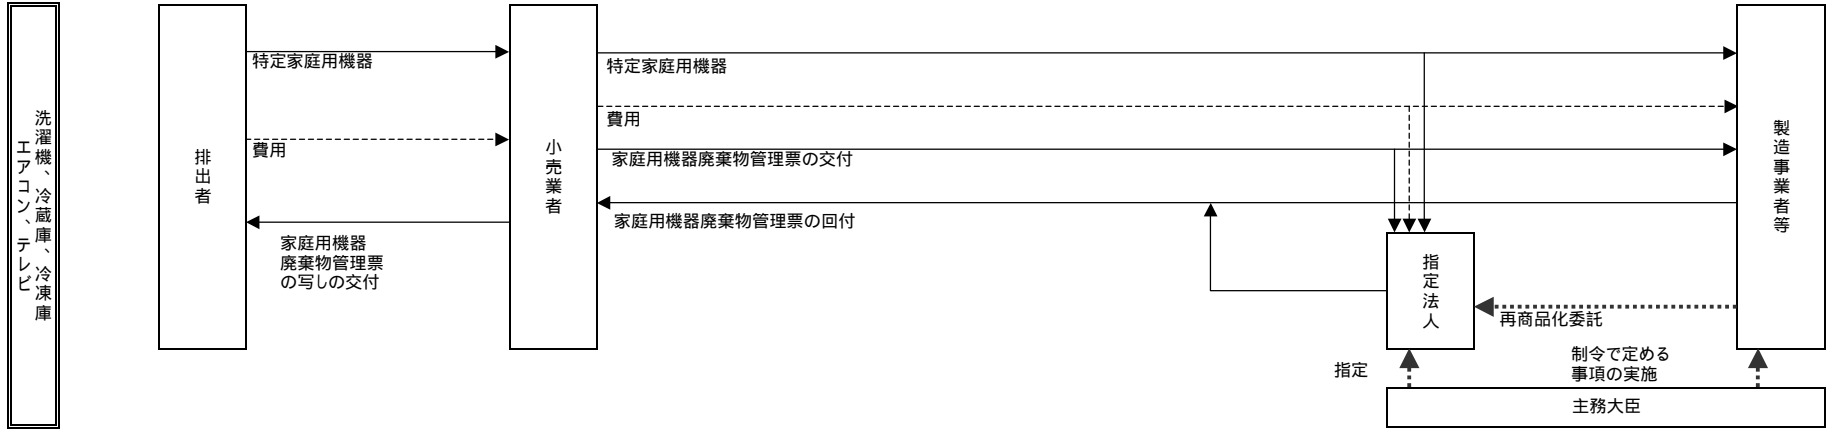 洗濯機、冷蔵庫、冷凍庫
エアコン、テレビ
排出者
特定家庭用機器
費用
家庭用機器
廃棄物管理票
の写しの交付
小売業者
特定家庭用機器
費用
家庭用機器廃棄物管理票の交付
家庭用機器廃棄物管理票の回付
指定法人
製造事業者等
再商品化委託
指定
制令で定める
事項の実施
主務大臣